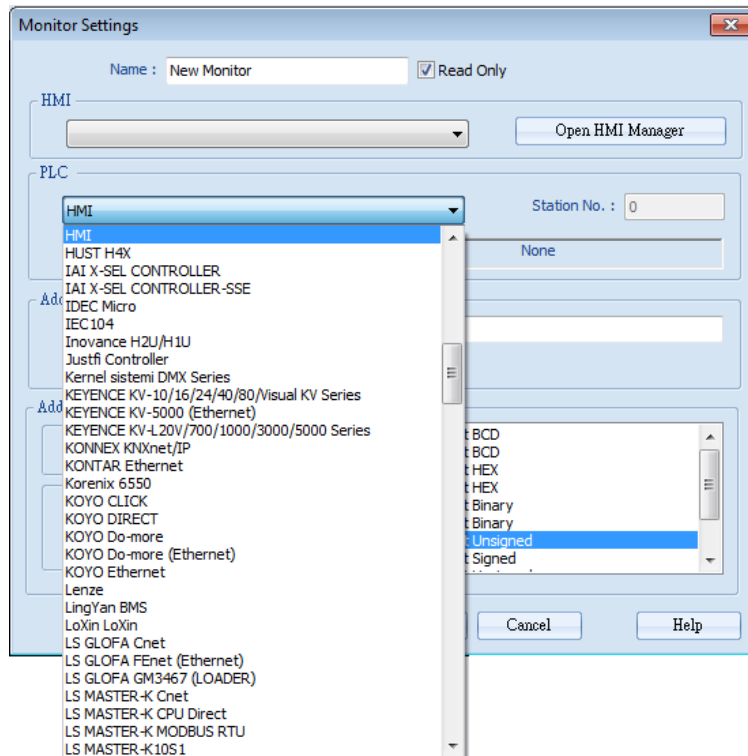 Monitor Settings
Name : New Monitor Read Only
HMI
Open HMI Manager
PLC
HMI Station No. : 0
None
HMI
HUST H4X
IAI X-SEL CONTROLLER
IAI X-SEL CONTROLLER-SSE
IDEC Micro
IEC104
Inovance H2U/H1U
Justfi Controller
Kernel sistemi DMX Series
KEYENCE KV-10/16/24/40/80/Visual KV Series
KEYENCE KV-5000 (Ethernet)
KEYENCE KV-L20V/700/1000/3000/5000 Series
KONNEX KNXnet/IP
KONTAR Ethernet
Korenix 6550
KOYO CLICK
KOYO DIRECT
KOYO Do-more
KOYO Do-more (Ethernet)
KOYO Ethernet
Lenze
LingYan BMS
LoXin LoXin
LS GLOFA Cnet
LS GLOFA FEnet (Ethernet)
LS GLOFA GM3467 (LOADER)
LS MASTER-K Cnet
LS MASTER-K CPU Direct
LS MASTER-K MODBUS RTU
LS MASTER-K10S1
Add
Add
t BCD
t BCD
t HEX
t HEX
t Binary
t Binary
t Unsigned
t Signed
Cancel
Help